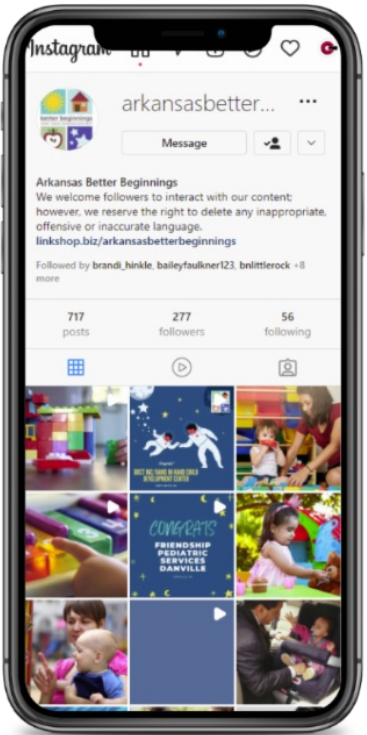 Instagram
better beginnings
arkansasbetter...
Message
Arkansas Better Beginnings
We welcome followers to interact with our content;
however, we reserve the right to delete any inappropriate,
offensive or inaccurate language.
linkshop.biz/arkansasbetterbeginnings
Followed by brandi_hinkle, baileyfaulkner123, bnlittlerock +8
more
717
posts
277
followers
56
following
DEVELOPMENT CENTER
CONGRATS
FRIENDSHIP
PEDIATRIC
SERVICES
DANVILLE